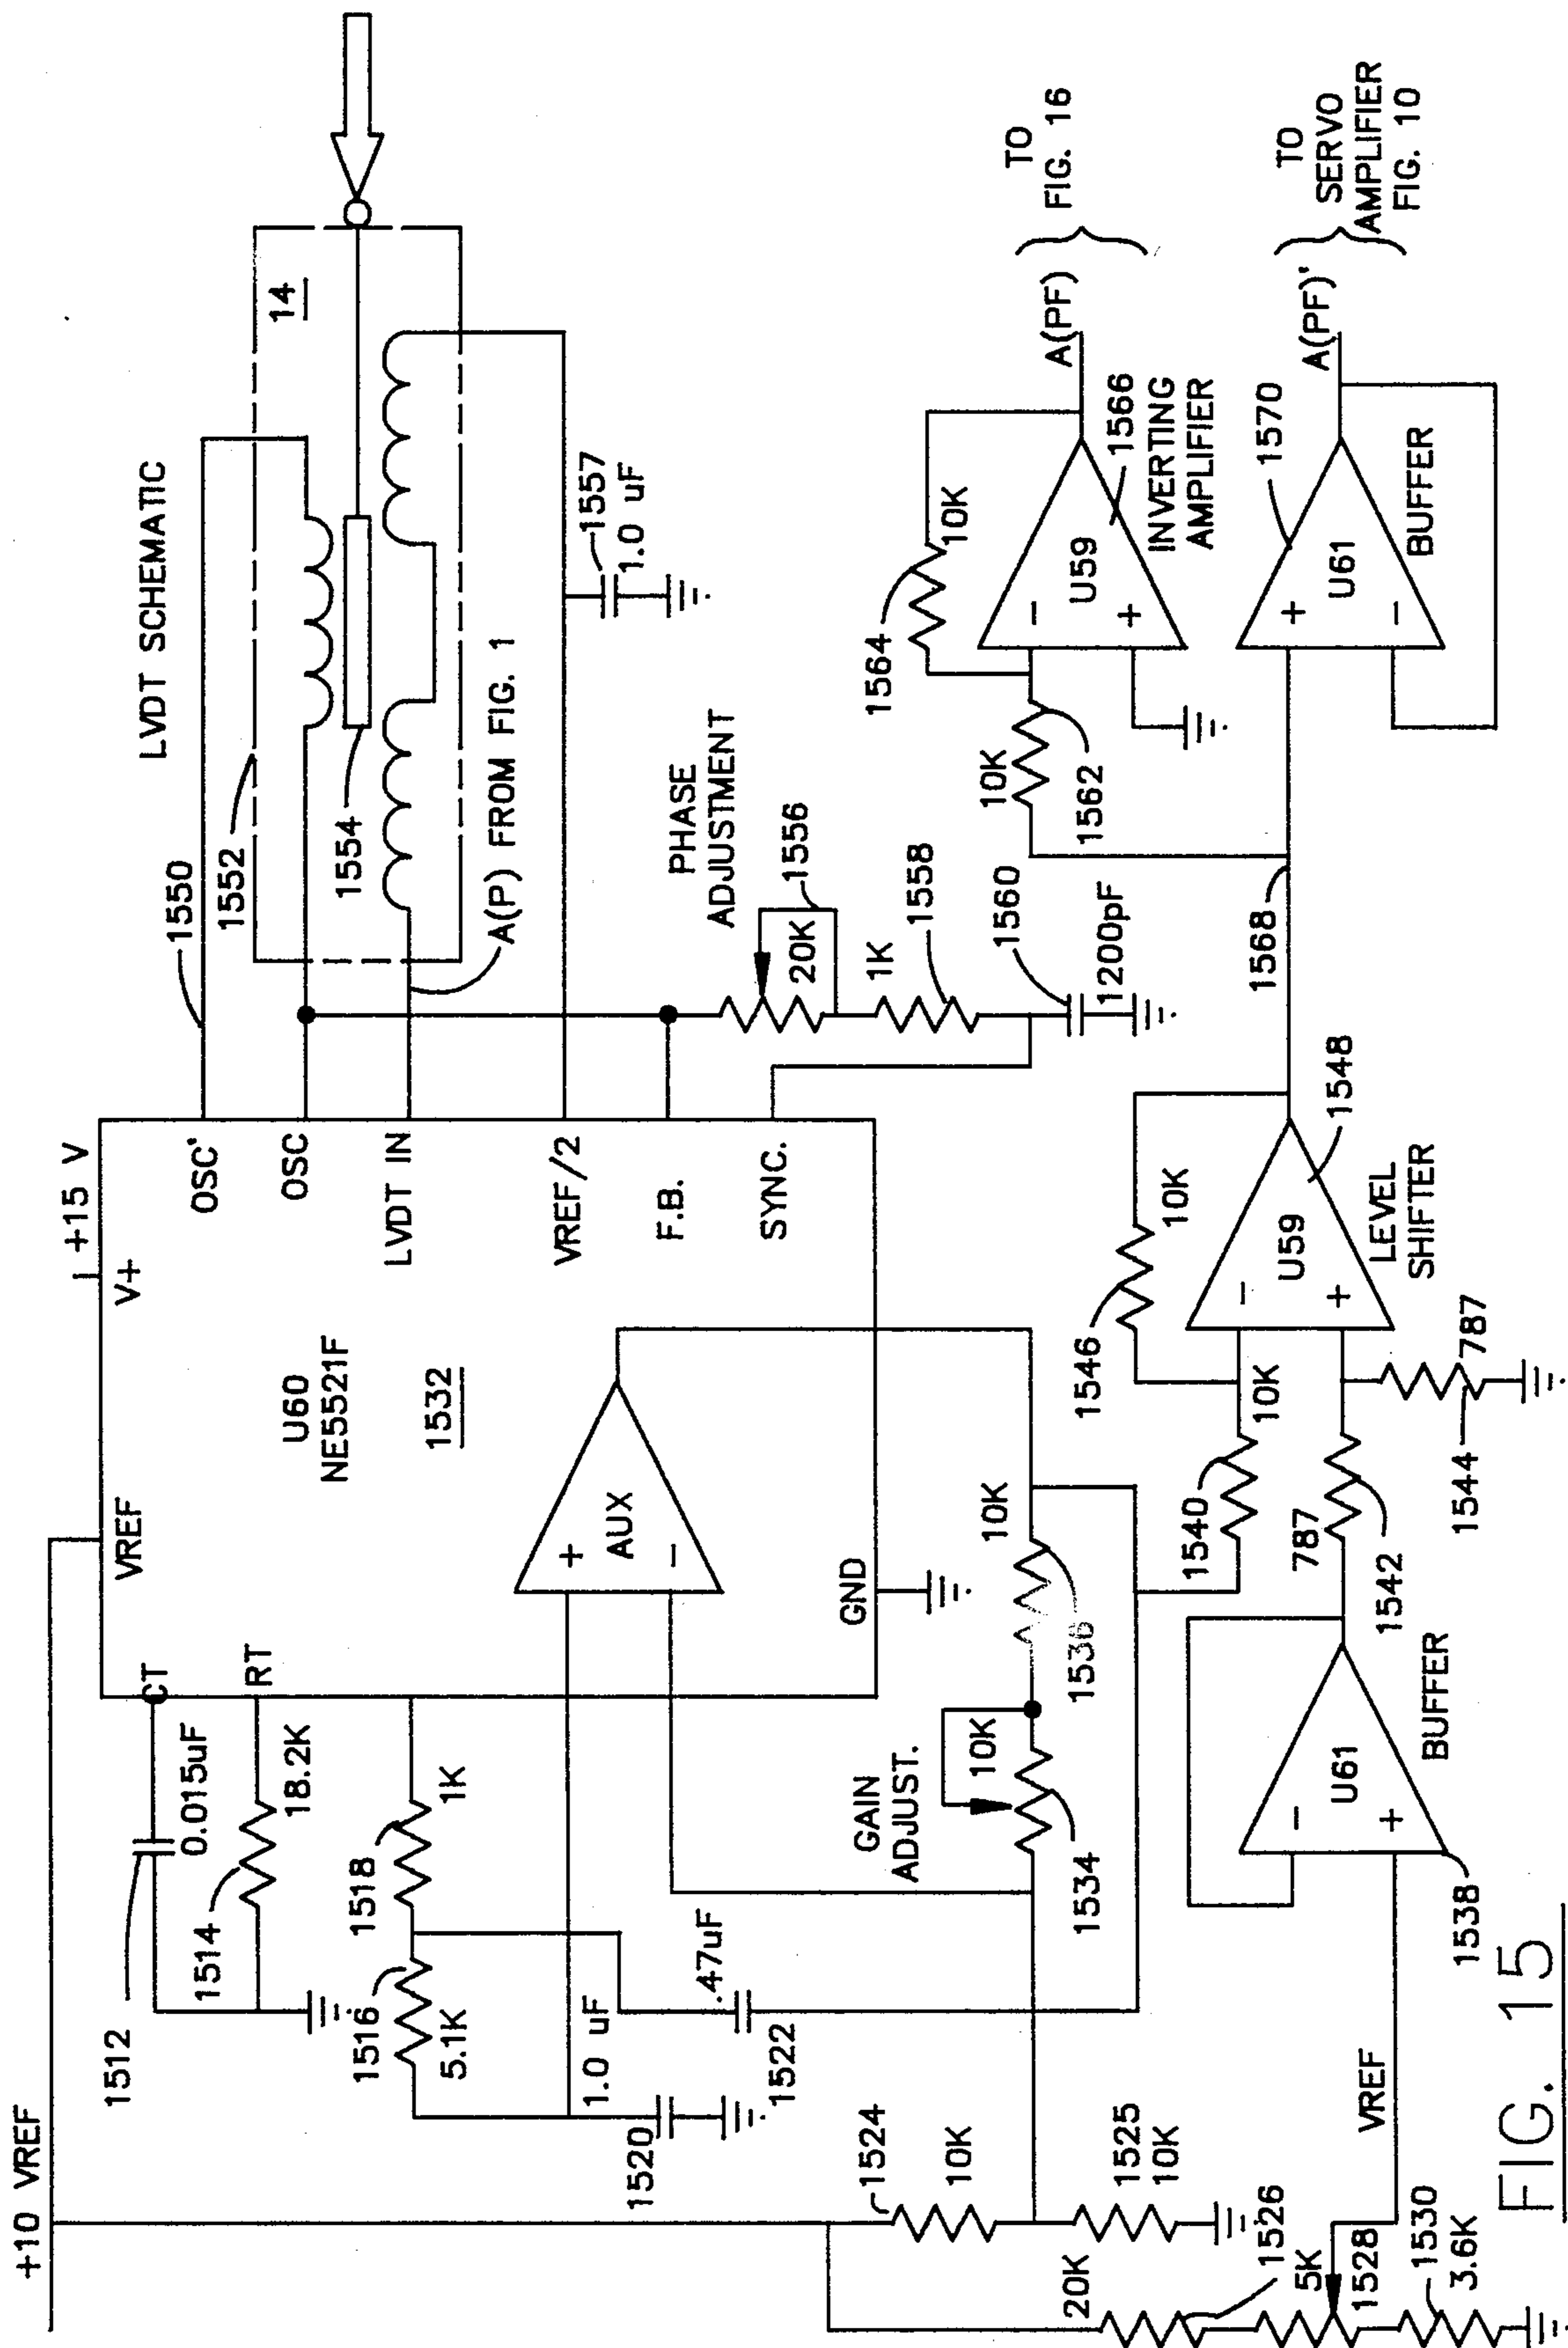 +10 VREF
+15 V
VREF
V+
1512
CT
0.015uF
RT
18.2K
1514
U60
NE5521F
1532
OSC'
OSC
LVDT IN
VREF/2
F.B.
SYNC.
1518
1K
1516
5.1K
AUX
+
-
GND
1.0 uF
1520
.47uF
1522
1550
LVDT SCHEMATIC
1552
14
1554
A(P) FROM FIG. 1
1557
1.0 uF
PHASE
ADJUSTMENT
20K
1556
1K
1558
1560
1200pF
GAIN
ADJUST.
10K
1534
10K
1536
1524
10K
1525
10K
20K
1526
5K
1528
1530
3.6K
VREF
U61
-
+
1538
BUFFER
1540
10K
787
1542
1544
787
1546
10K
U59
-
+
1548
LEVEL
SHIFTER
1568
10K
1562
1564
10K
U59
-
+
1566
INVERTING
AMPLIFIER
A(PF)
TO
FIG. 16
U61
+
-
1570
BUFFER
A(PF)'
TO
SERVO
AMPLIFIER
FIG. 10
FIG. 15